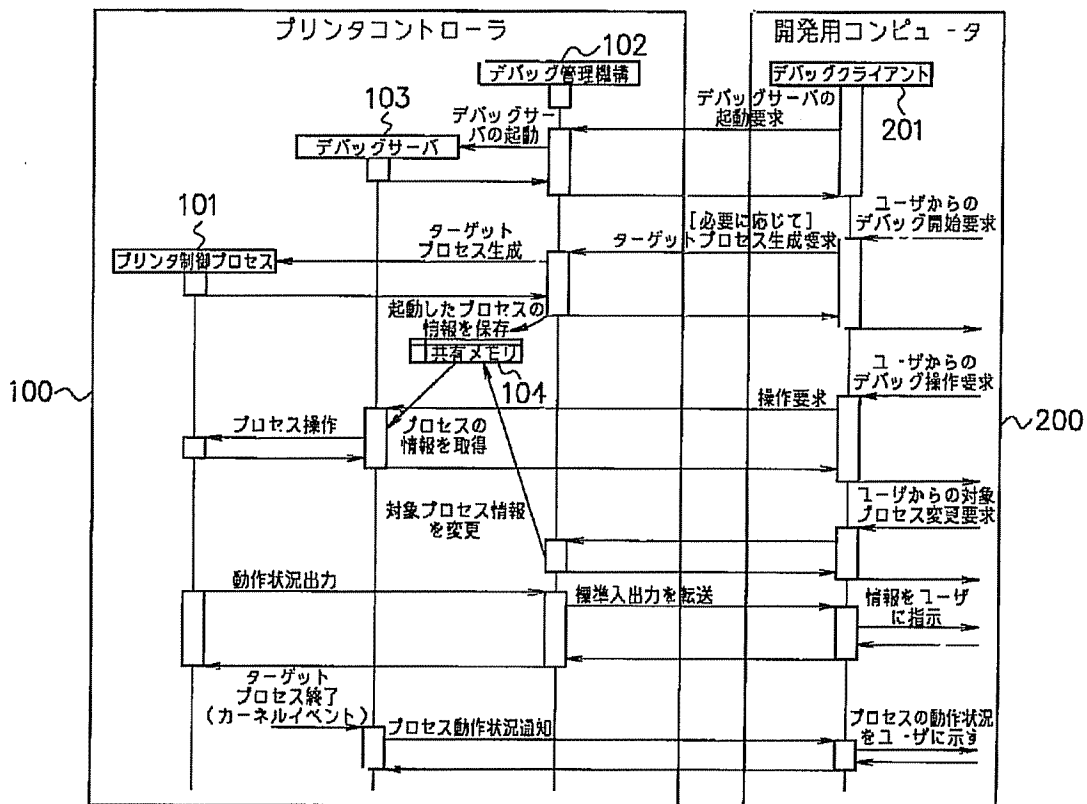 プリンタコントローラ
開発用コンピュ-タ
102
デバッグ管理機構
デバッグクライアント
201
103
デバッグサー
バの起動
デバッグサーバの
起動要求
デバッグサーバ
101
ターゲット
プロセス生成
[必要に応じて]
ターゲットプロセス生成要求
ユーザからの
デバッグ開始要求
プリンタ制御プロセス
起動したプロセスの
情報を保存
共有メモリ
104
100
ユ-ザからの
デバッグ操作要求
操作要求
200
プロセス操作
プロセスの
情報を取得
ユーザからの対象
プロセス変更要求
対象プロセス情報
を変更
動作状況出力
標準入出力を転送
情報をユーザ
に指示
ターゲット
プロセス終了
(カーネルイベント)
プロセス動作状況通知
プロセスの動作状況
をユ-ザに示す